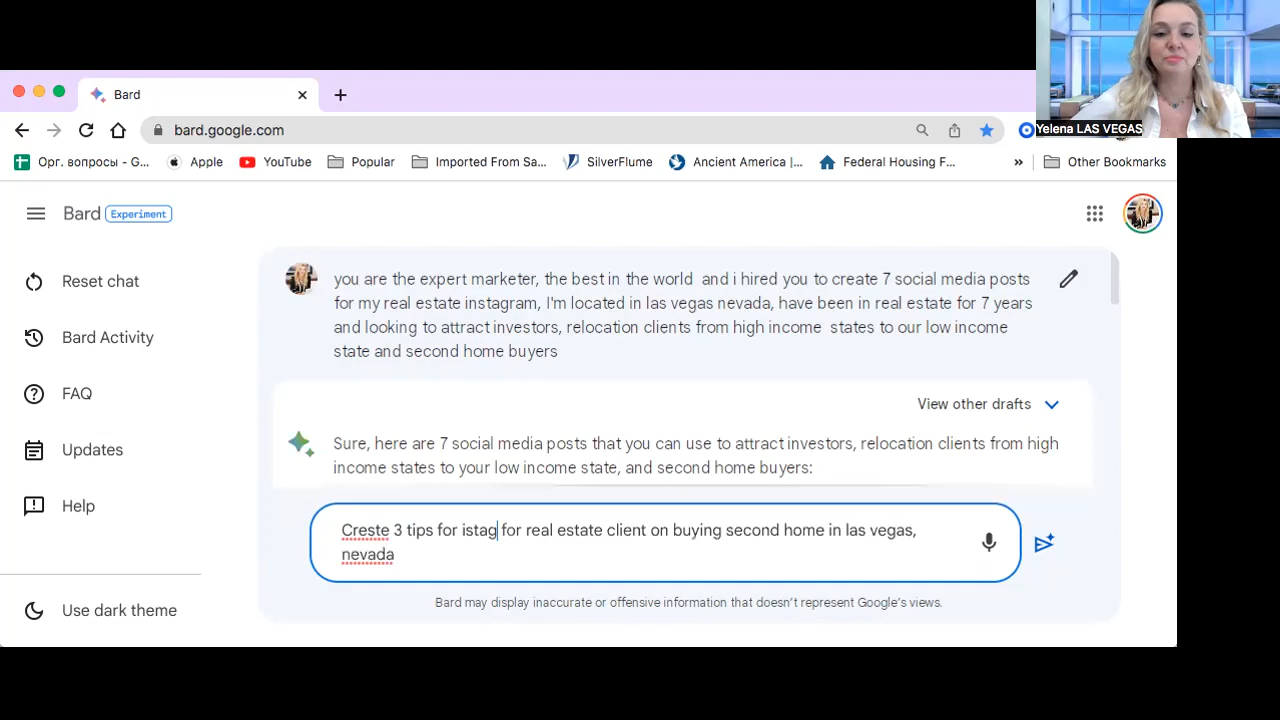 Bard
Yelena LAS VEGAS
bard.google.com
Орг. вопросы - G...
Apple
YouTube
Popular
Imported From Sa...
SilverFlume
Ancient America |...
Federal Housing F...
»
Other Bookmarks
Bard Experiment
Reset chat
Bard Activity
FAQ
Updates
Help
Use dark theme
you are the expert marketer, the best in the world and i hired you to create 7 social media posts
for my real estate instagram, I'm located in las vegas nevada, have been in real estate for 7 years
and looking to attract investors, relocation clients from high income states to our low income
state and second home buyers
View other drafts
Sure, here are 7 social media posts that you can use to attract investors, relocation clients from high
income states to your low income state, and second home buyers:
Creste 3 tips for istag for real estate client on buying second home in las vegas,
nevada
Bard may display inaccurate or offensive information that doesn't represent Google's views.